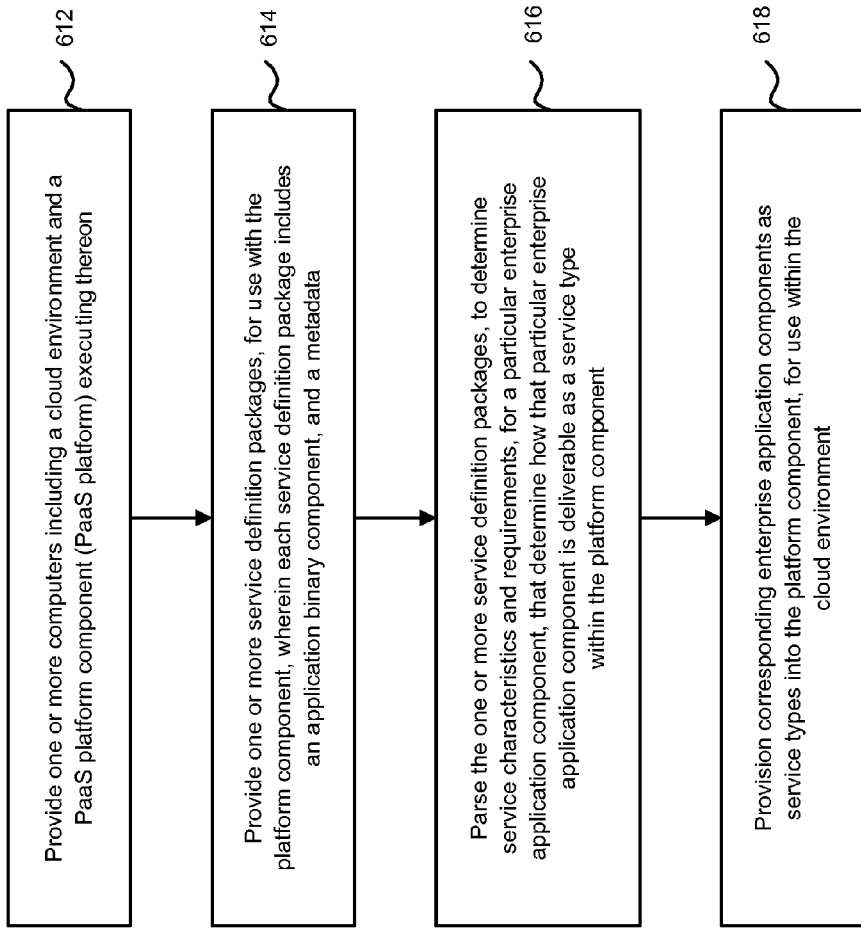 Provide one or more computers including a cloud environment and a
PaaS platform component (PaaS platform) executing thereon
612
Provide one or more service definition packages, for use with the
platform component, wherein each service definition package includes
an application binary component, and a metadata
614
Parse the one or more service definition packages, to determine
service characteristics and requirements, for a particular enterprise
application component, that determine how that particular enterprise
application component is deliverable as a service type
within the platform component
616
Provision corresponding enterprise application components as
service types into the platform component, for use within the
cloud environment
618